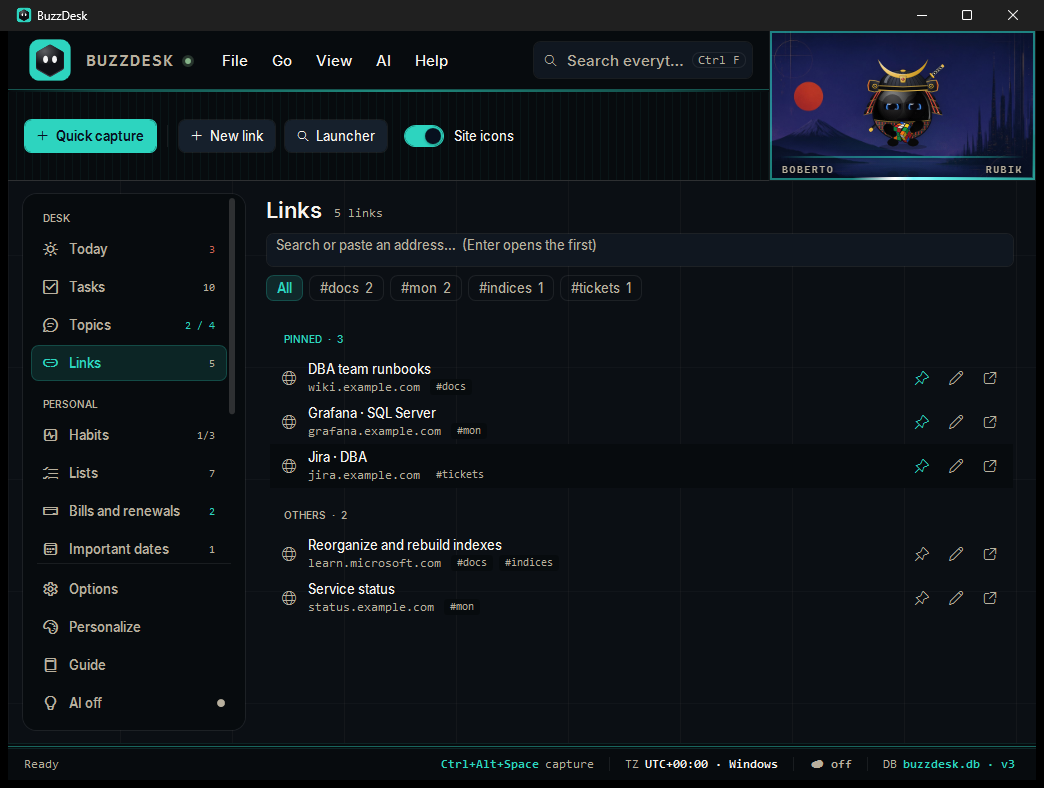 BuzzDesk
BUZZDESK File Go View AI Help Search everyt... Ctrl F
+ Quick capture + New link Launcher Site icons
BOBERTO RUBIK
DESK
Today 3
Tasks 10
Topics 2 / 4
Links 5
PERSONAL
Habits 1/3
Lists 7
Bills and renewals 2
Important dates 1
Options
Personalize
Guide
AI off
Links 5 links
Search or paste an address... (Enter opens the first)
All #docs 2 #mon 2 #indices 1 #tickets 1
PINNED · 3
DBA team runbooks
wiki.example.com #docs
Grafana · SQL Server
grafana.example.com #mon
Jira · DBA
jira.example.com #tickets
OTHERS · 2
Reorganize and rebuild indexes
learn.microsoft.com #docs #indices
Service status
status.example.com #mon
Ready Ctrl+Alt+Space capture TZ UTC+00:00 · Windows off DB buzzdesk.db · v3